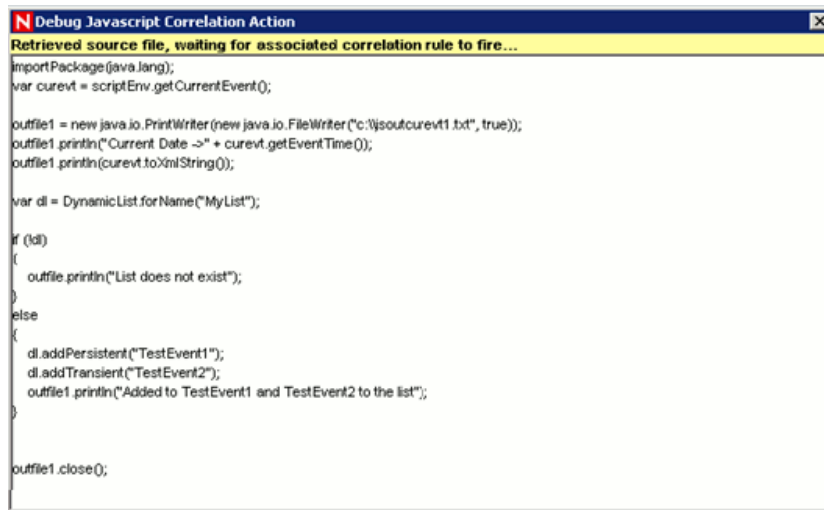 N Debug Javascript Correlation Action
Retrieved source file, waiting for associated correlation rule to fire...
importPackage(java.lang);
var curevt = scriptEnv.getCurrentEvent();
outfile1 = new java.io.PrintWriter(new java.io.FileWriter("c:\\jsoutcurevt1.txt", true));
outfile1.println("Current Date ->" + curevt.getEventTime());
outfile1.println(curevt.toXmlString());
var dl = DynamicList.forName("MyList");
if (!dl)
{
outfile.println("List does not exist");
}
else
{
dl.addPersistent("TestEvent1");
dl.addTransient("TestEvent2");
outfile1.println("Added to TestEvent1 and TestEvent2 to the list");
}
outfile1.close();